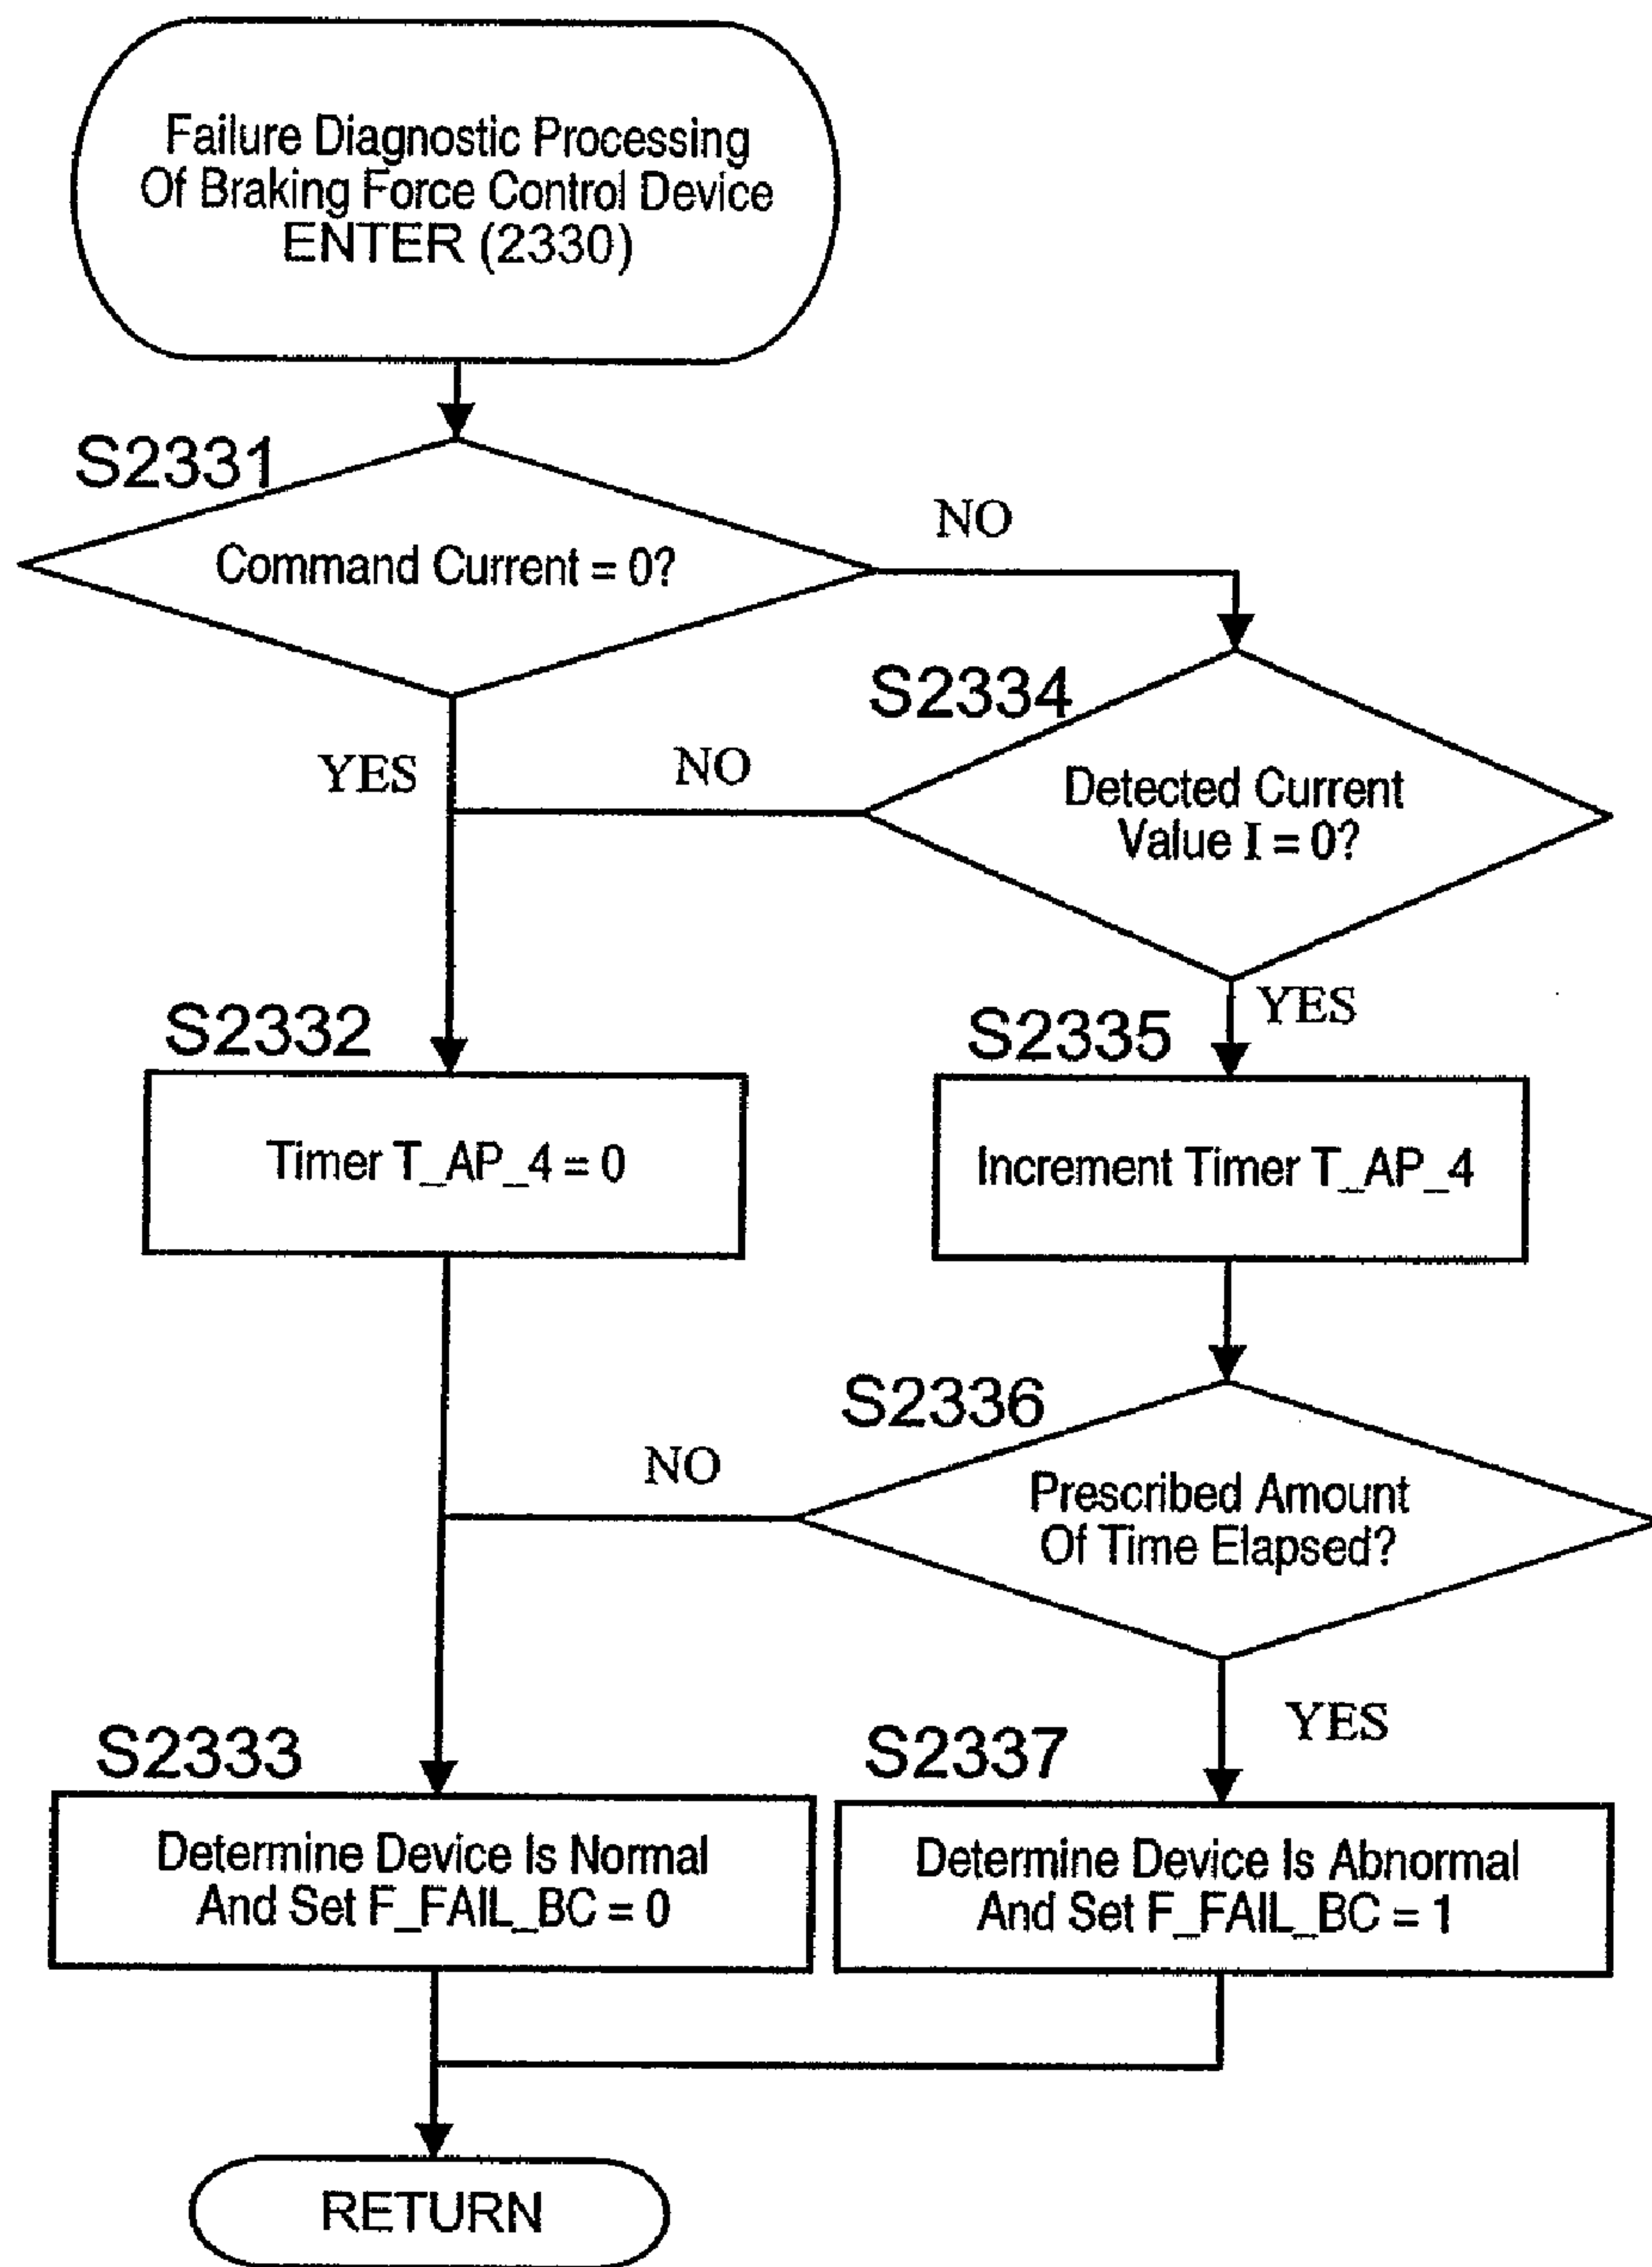 Failure Diagnostic Processing
Of Braking Force Control Device
ENTER (2330)
S2331
Command Current = 0?
NO
YES
S2334
Detected Current
Value I = 0?
NO
YES
S2332
Timer T_AP_4 = 0
S2335
Increment Timer T_AP_4
S2336
Prescribed Amount
Of Time Elapsed?
NO
YES
S2333
Determine Device Is Normal
And Set F_FAIL_BC = 0
S2337
Determine Device Is Abnormal
And Set F_FAIL_BC = 1
RETURN